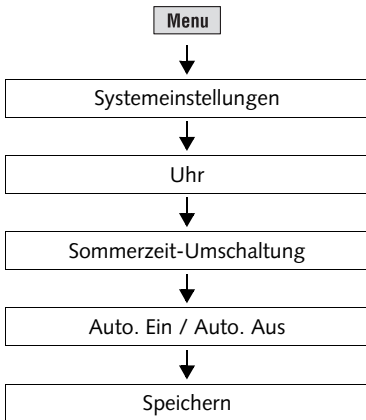 Menu
Systemeinstellungen
Uhr
Sommerzeit-Umschaltung
Auto. Ein / Auto. Aus
Speichern